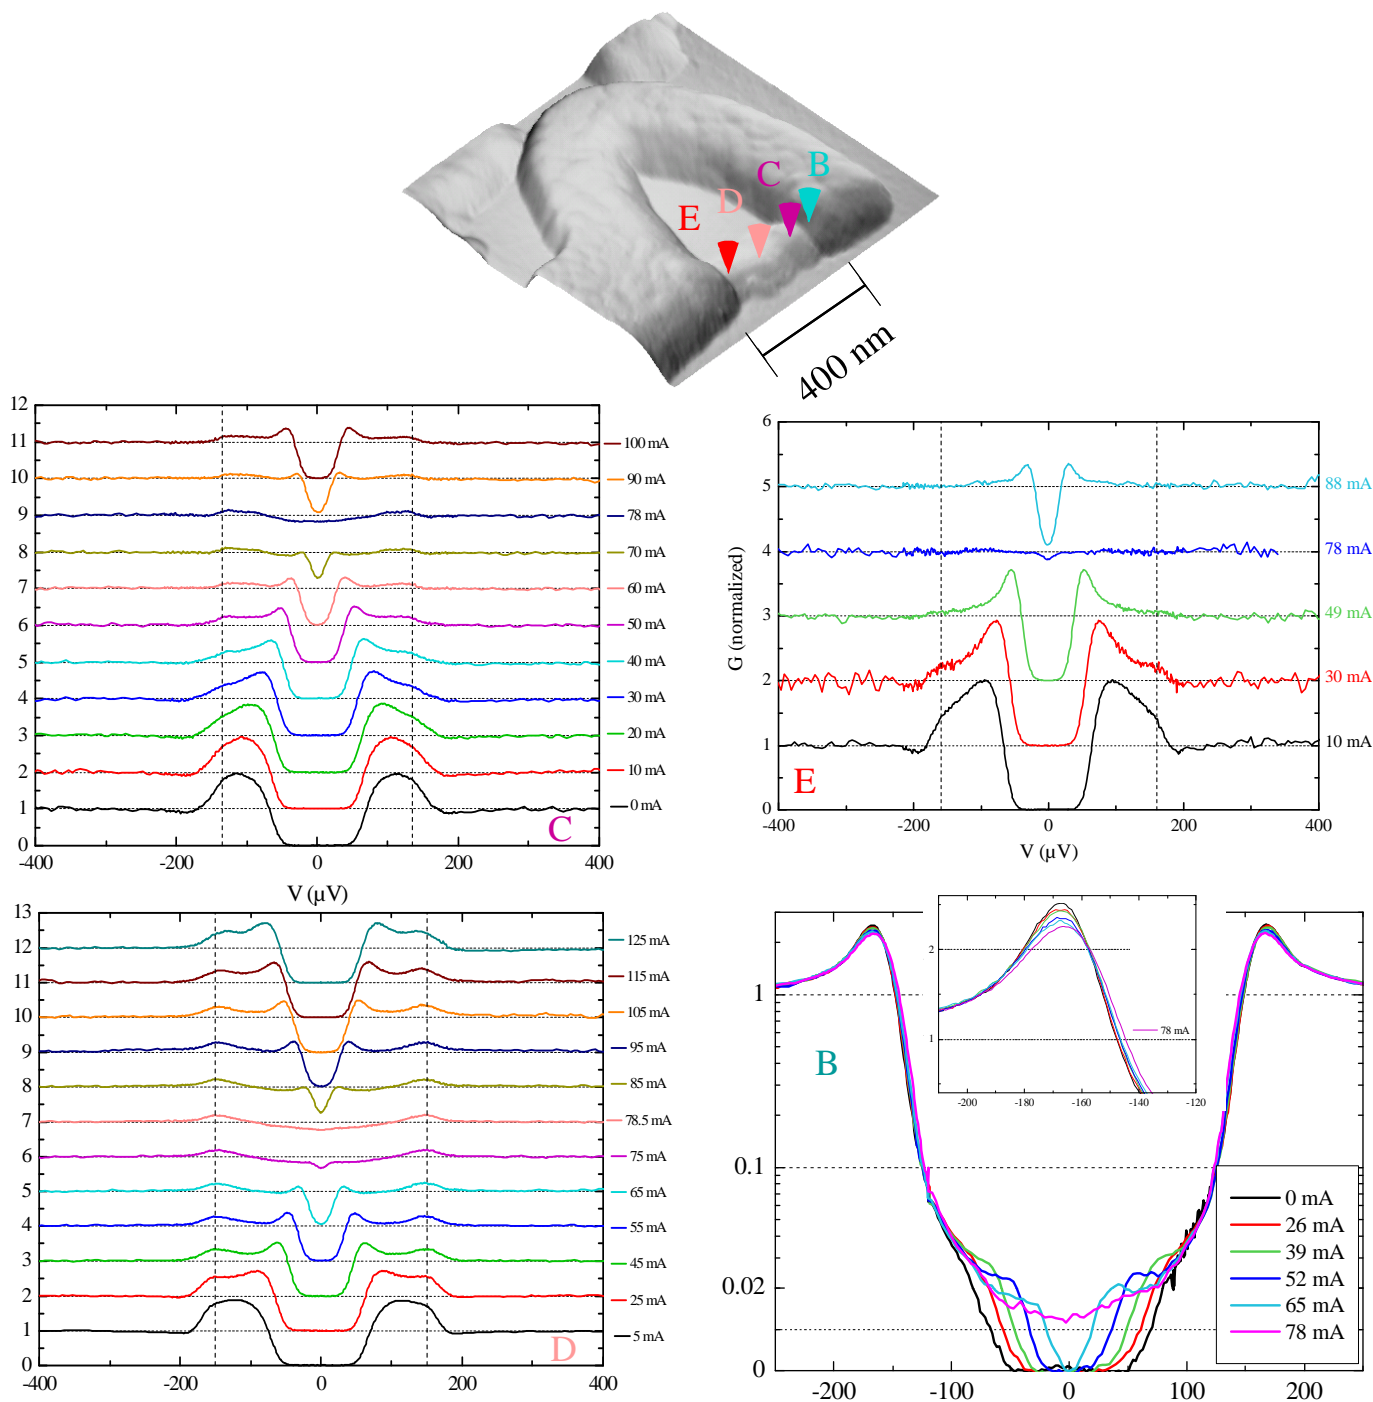 B
C
D
E
400 nm
12
11
10
9
8
7
6
5
4
3
2
1
0
100 mA
90 mA
78 mA
70 mA
60 mA
50 mA
40 mA
30 mA
20 mA
10 mA
0 mA
C
-400 -200 0 200 400
V (µV)
6
5
4
3
2
1
0
G (normalized)
88 mA
78 mA
49 mA
30 mA
10 mA
E
-400 -200 0 200 400
V (µV)
13
12
11
10
9
8
7
6
5
4
3
2
1
0
125 mA
115 mA
105 mA
95 mA
85 mA
78.5 mA
75 mA
65 mA
55 mA
45 mA
25 mA
5 mA
D
-400 -200 0 200 400
1
0.1
0.02
0
B
2
1
78 mA
-200 -180 -160 -140 -120
0 mA
26 mA
39 mA
52 mA
65 mA
78 mA
-200 -100 0 100 200